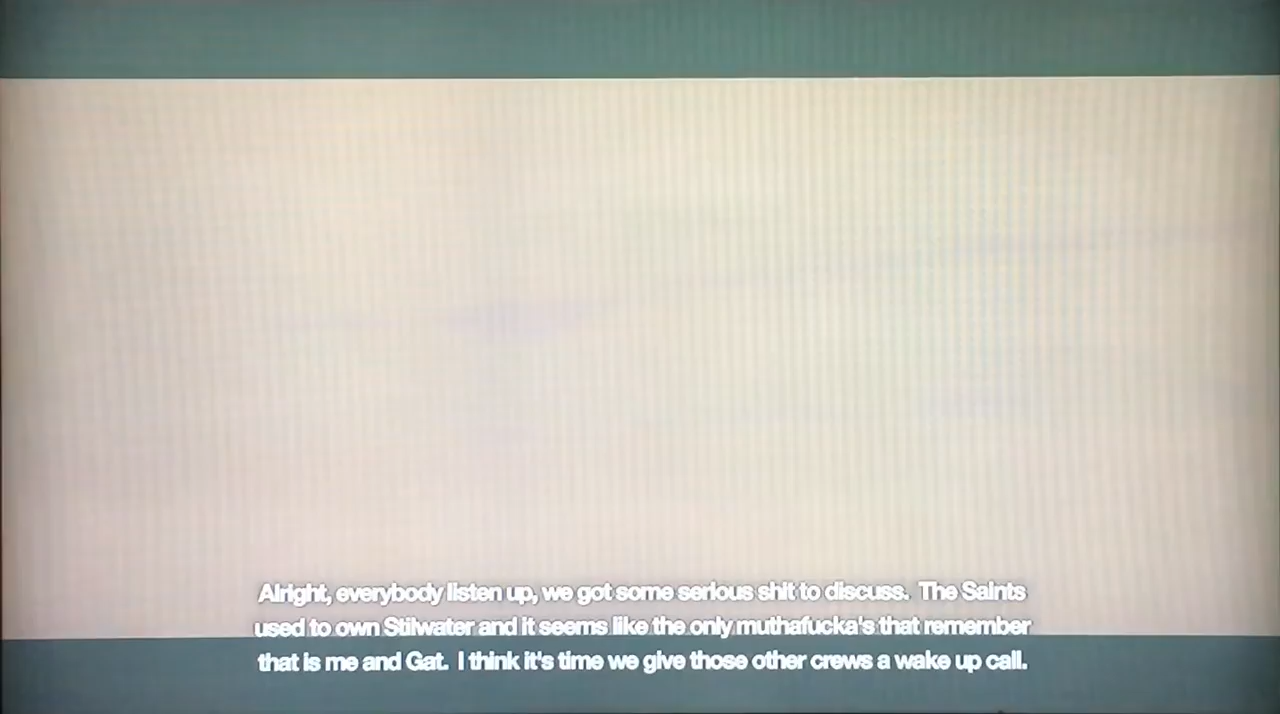 Alright, everybody listen up, we got some serious shit to discuss.  The Saints
used to own Stilwater and it seems like the only muthafucka's that remember
that is me and Gat.  I think it's time we give those other crews a wake up call.